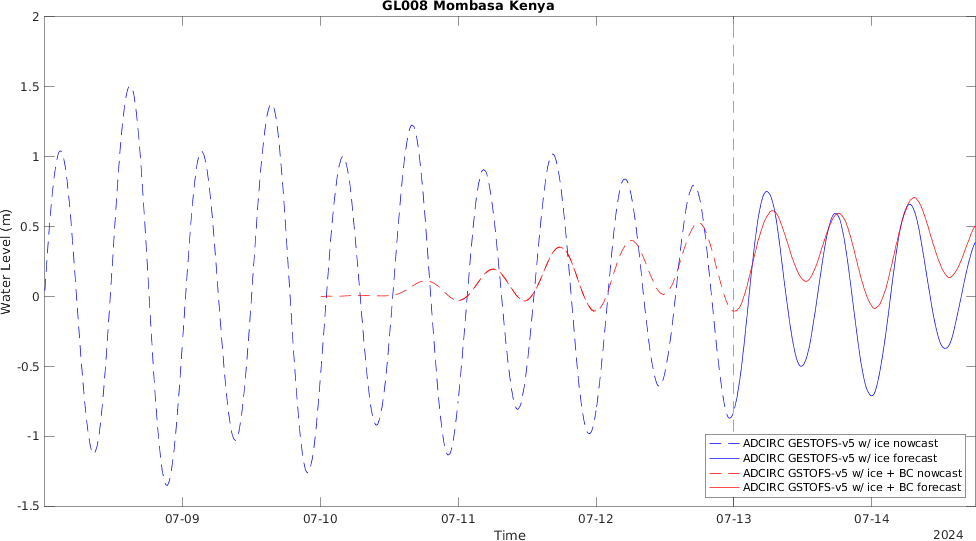 GL008 Mombasa Kenya
2
1.5
1
0.5
0
-0.5
-1
-1.5
Water Level (m)
ADCIRC GESTOFS-v5 w/ ice nowcast
ADCIRC GESTOFS-v5 w/ ice forecast
ADCIRC GSTOFS-v5 w/ ice + BC nowcast
ADCIRC GSTOFS-v5 w/ ice + BC forecast
07-09 07-10 07-11 07-12 07-13 07-14
Time
2024